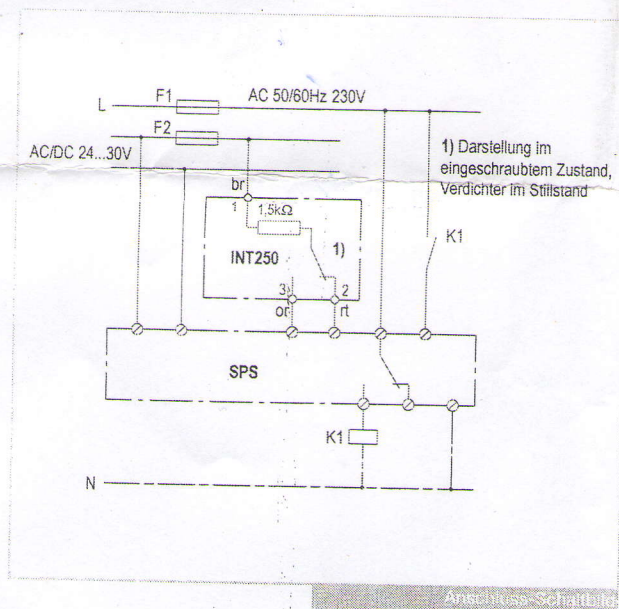 F1
AC 50/60Hz 230V
L
F2
AC/DC 24...30V
1) Darstellung im
eingeschraubtem Zustand,
Verdichter im Stillstand
br
1
1,5kΩ
1)
INT250
K1
3
2
or
rt
SPS
K1
N
Anschluss-Schaltbild